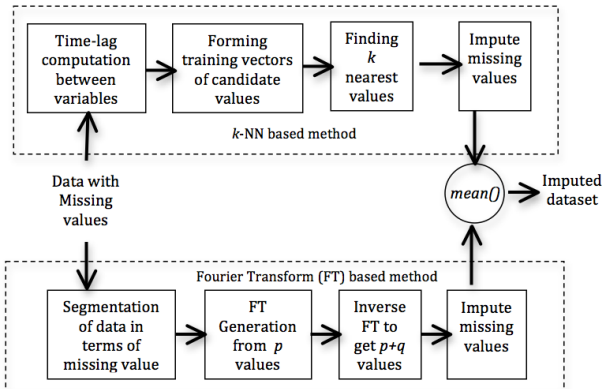 Time-lag
computation
between
variables
Forming
training vectors
of candidate
values
Finding
k
nearest
values
Impute
missing
values
k-NN based method
Data with
Missing
values
mean()
Imputed
dataset
Fourier Transform (FT) based method
Segmentation
of data in
terms of
missing value
FT
Generation
from p
values
Inverse
FT to
get p+q
values
Impute
missing
values